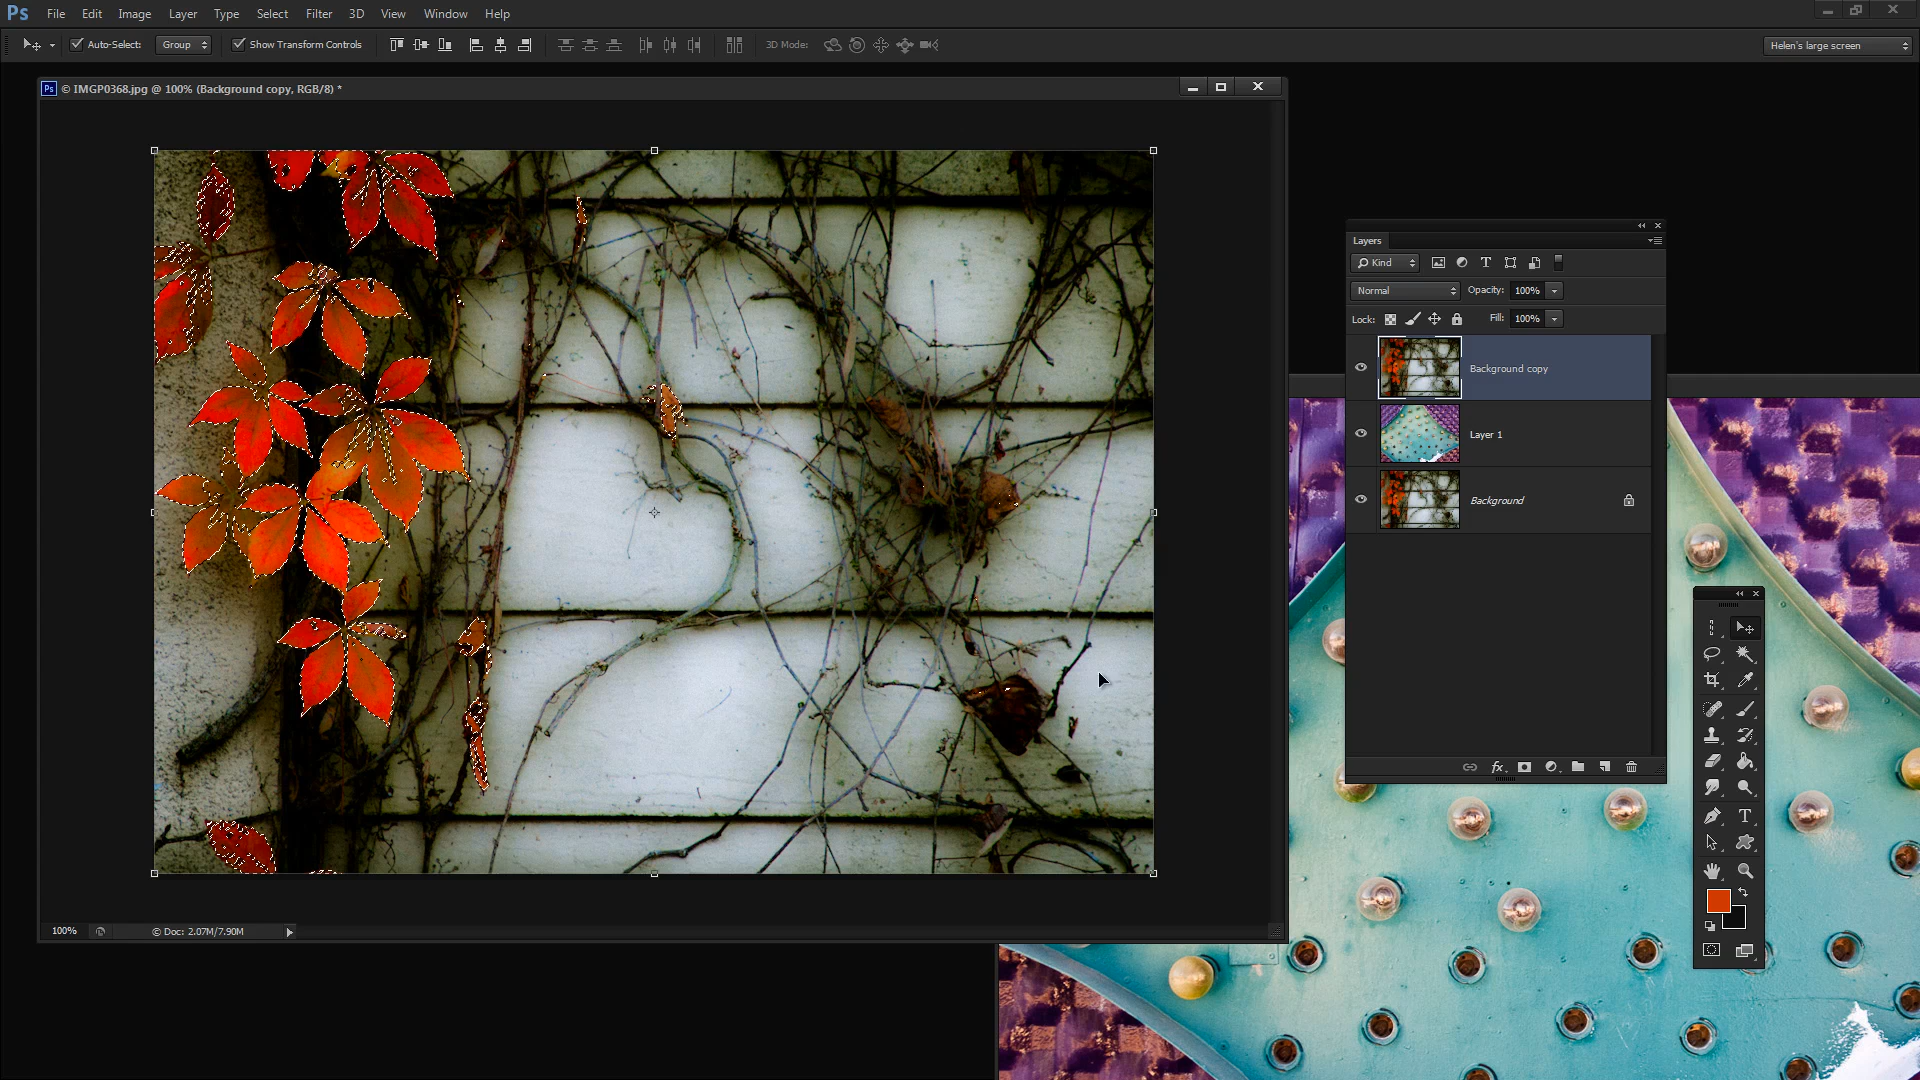 Ps File Edit Image Layer Type Select Filter 3D View Window Help
Auto-Select: Group Show Transform Controls 3D Mode: Helen's large screen
Ps © IMGP0368.jpg @ 100% (Background copy, RGB/8) *
Layers
Kind T
Normal Opacity: 100%
Lock: Fill: 100%
Background copy
Layer 1
Background
fx
T
100% © Doc: 2.07M/7.90M